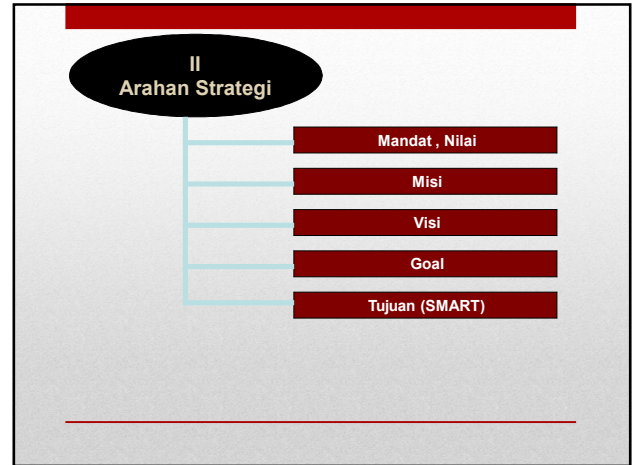 II
Arahan Strategi
Mandat , Nilai
Misi
Visi
Goal
Tujuan (SMART)